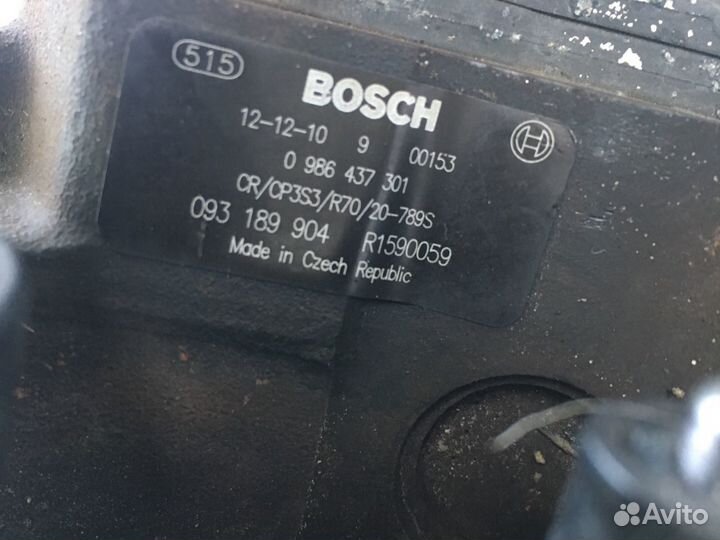 515
BOSCH
12-12-10 9 00153
0 986 437 301
CR/CP3S3/R70/20-789S
093 189 904 R1590059
Made in Czech Republic
Avito